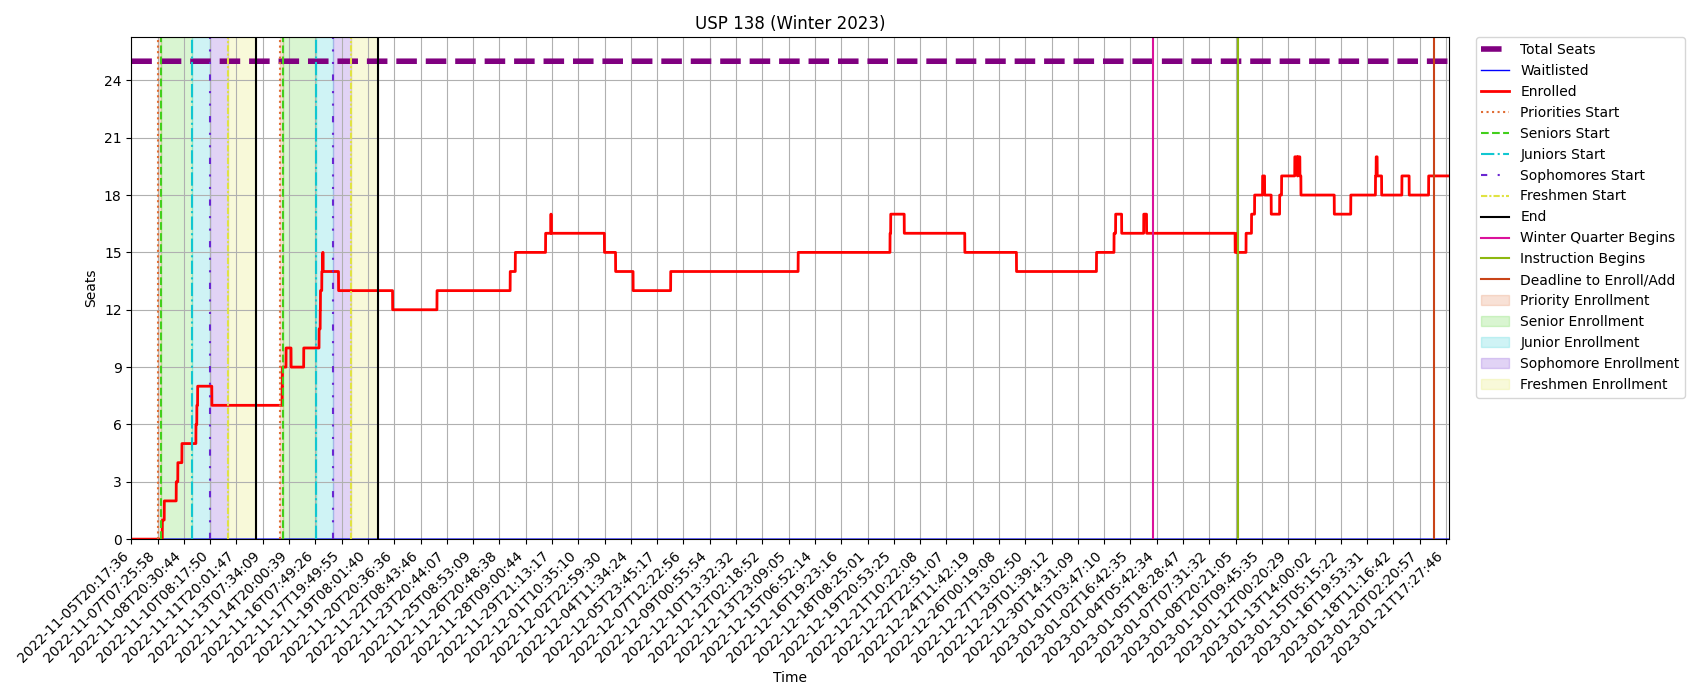 USP 138 (Winter 2023)
Seats
24
21
18
15
12
9
6
3
0
2022-11-05T20:17:36
2022-11-07T07:25:58
2022-11-08T20:30:44
2022-11-10T08:17:50
2022-11-11T20:01:47
2022-11-13T07:34:09
2022-11-14T20:00:39
2022-11-16T07:49:26
2022-11-17T19:49:55
2022-11-19T08:01:40
2022-11-20T20:36:36
2022-11-22T08:43:46
2022-11-23T20:44:07
2022-11-25T08:53:09
2022-11-26T20:48:38
2022-11-28T09:00:44
2022-11-29T21:13:17
2022-12-01T10:35:10
2022-12-02T22:59:30
2022-12-04T11:34:24
2022-12-05T23:45:17
2022-12-07T12:22:56
2022-12-09T00:55:54
2022-12-10T13:32:32
2022-12-12T02:18:52
2022-12-13T23:09:05
2022-12-15T06:52:14
2022-12-16T19:23:16
2022-12-18T08:25:01
2022-12-19T20:53:25
2022-12-21T10:22:08
2022-12-22T22:51:07
2022-12-24T11:42:19
2022-12-26T00:19:08
2022-12-27T13:02:50
2022-12-29T01:39:12
2022-12-30T14:31:09
2023-01-01T03:47:10
2023-01-02T16:42:35
2023-01-04T05:42:34
2023-01-05T18:28:47
2023-01-07T07:31:32
2023-01-08T20:21:05
2023-01-10T09:45:35
2023-01-12T00:20:29
2023-01-13T14:00:02
2023-01-15T05:15:22
2023-01-16T19:53:31
2023-01-18T11:16:42
2023-01-20T02:20:57
2023-01-21T17:27:46
Time
Total Seats
Waitlisted
Enrolled
Priorities Start
Seniors Start
Juniors Start
Sophomores Start
Freshmen Start
End
Winter Quarter Begins
Instruction Begins
Deadline to Enroll/Add
Priority Enrollment
Senior Enrollment
Junior Enrollment
Sophomore Enrollment
Freshmen Enrollment